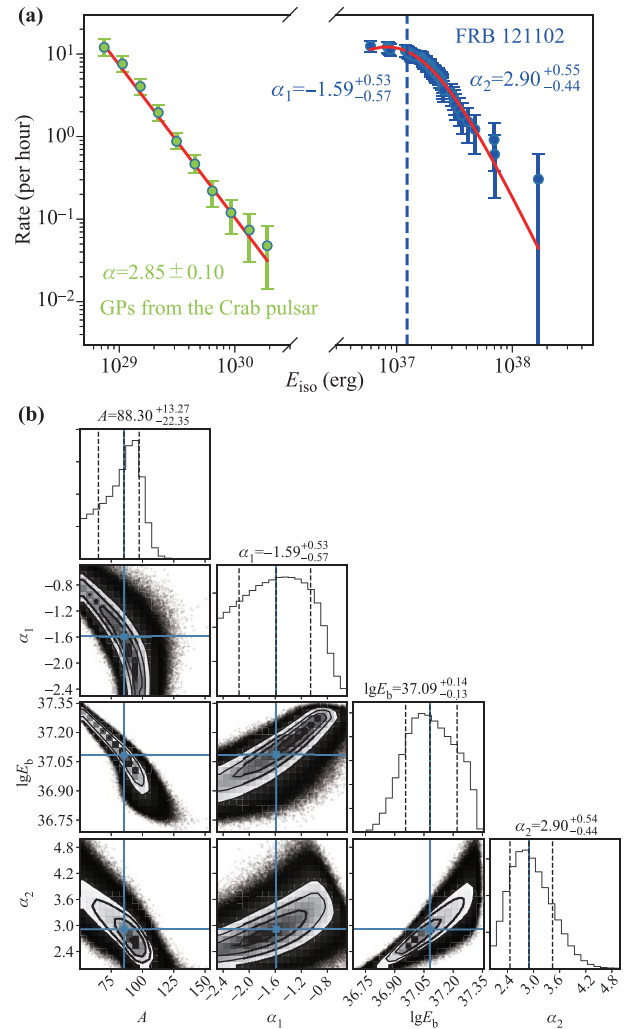 (a)
FRB 121102
α₁=−1.59 +0.53 −0.57
α₂=2.90 +0.55 −0.44
α=2.85 ± 0.10
GPs from the Crab pulsar
Rate (per hour)
10¹
10⁰
10⁻¹
10⁻²
10²⁹ 10³⁰ 10³⁷ 10³⁸
E_iso (erg)
(b)
A=88.30 +13.27 −22.35
α₁=−1.59 +0.53 −0.57
α₁
−0.8
−1.2
−1.6
−2.0
−2.4
lgE_b=37.09 +0.14 −0.13
lgE_b
37.35
37.20
37.05
36.90
36.75
α₂=2.90 +0.54 −0.44
α₂
4.8
4.2
3.6
3.0
2.4
75 100 125 150
−2.4 −2.0 −1.6 −1.2 −0.8
36.75 36.90 37.05 37.20 37.35
2.4 3.0 3.6 4.2 4.8
A
α₁
lgE_b
α₂